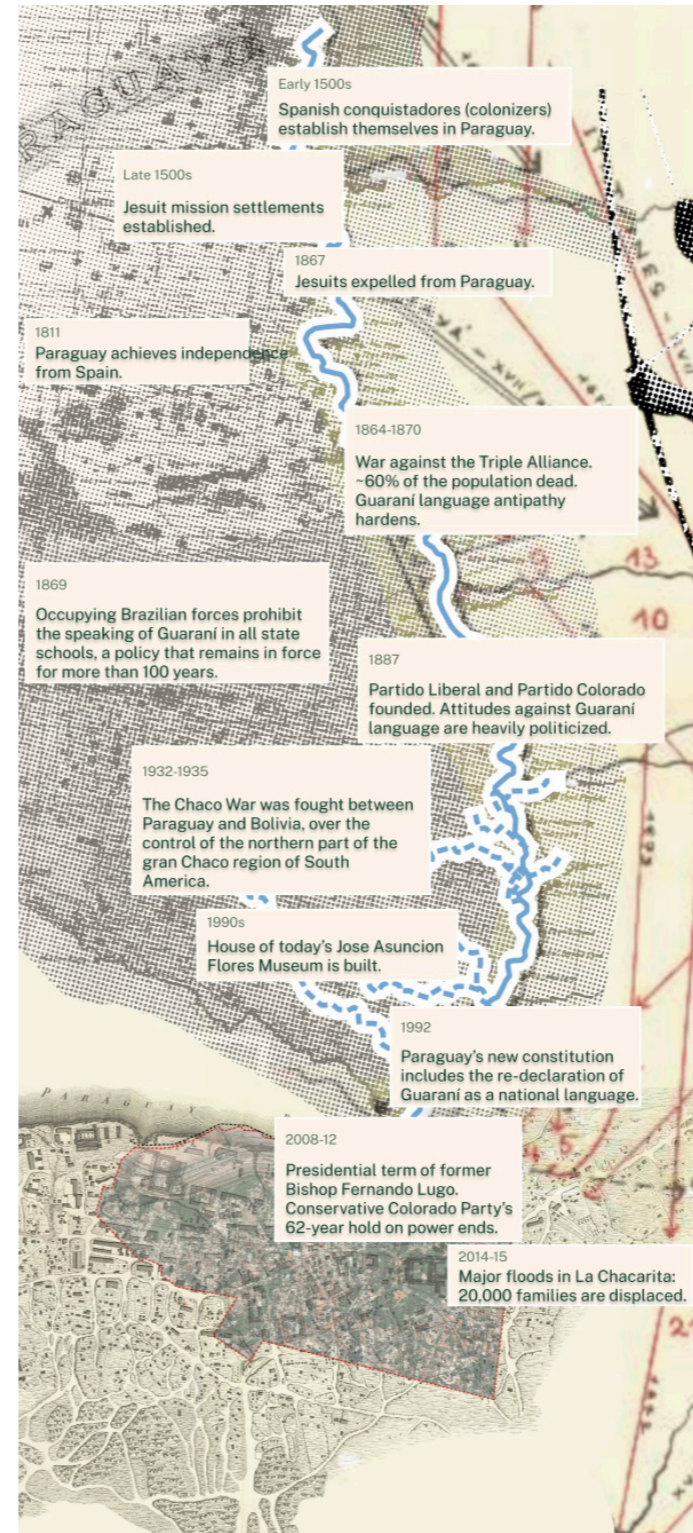 RAGUAYO
Early 1500s
Spanish conquistadores (colonizers)
establish themselves in Paraguay.
Late 1500s
Jesuit mission settlements
established.
1867
Jesuits expelled from Paraguay.
1811
Paraguay achieves independence
from Spain.
1864-1870
War against the Triple Alliance.
~60% of the population dead.
Guaraní language antipathy
hardens.
9
13
10
1869
Occupying Brazilian forces prohibit
the speaking of Guaraní in all state
schools, a policy that remains in force
for more than 100 years.
1887
Partido Liberal and Partido Colorado
founded. Attitudes against Guaraní
language are heavily politicized.
1932-1935
The Chaco War was fought between
Paraguay and Bolivia, over the
control of the northern part of the
gran Chaco region of South
America.
1990s
House of today's Jose Asuncion
Flores Museum is built.
1992
Paraguay's new constitution
includes the re-declaration of
Guaraní as a national language.
PARAGUAY
2008-12
Presidential term of former
Bishop Fernando Lugo.
Conservative Colorado Party's
62-year hold on power ends.
2014-15
Major floods in La Chacarita:
20,000 families are displaced.